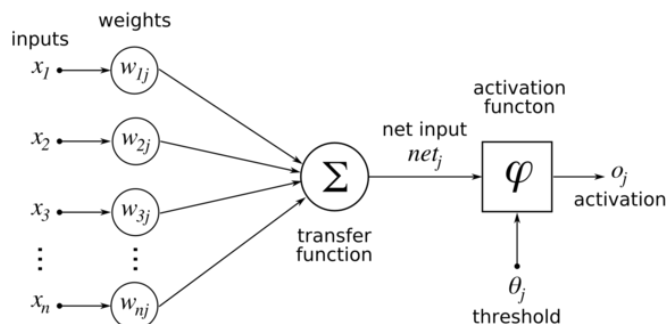 weights
inputs
x₁ w₁ⱼ
x₂ w₂ⱼ
x₃ w₃ⱼ
⋮ ⋮
xₙ wₙⱼ
Σ
transfer
function
net input
netⱼ
activation
functon
φ
oⱼ
activation
θⱼ
threshold